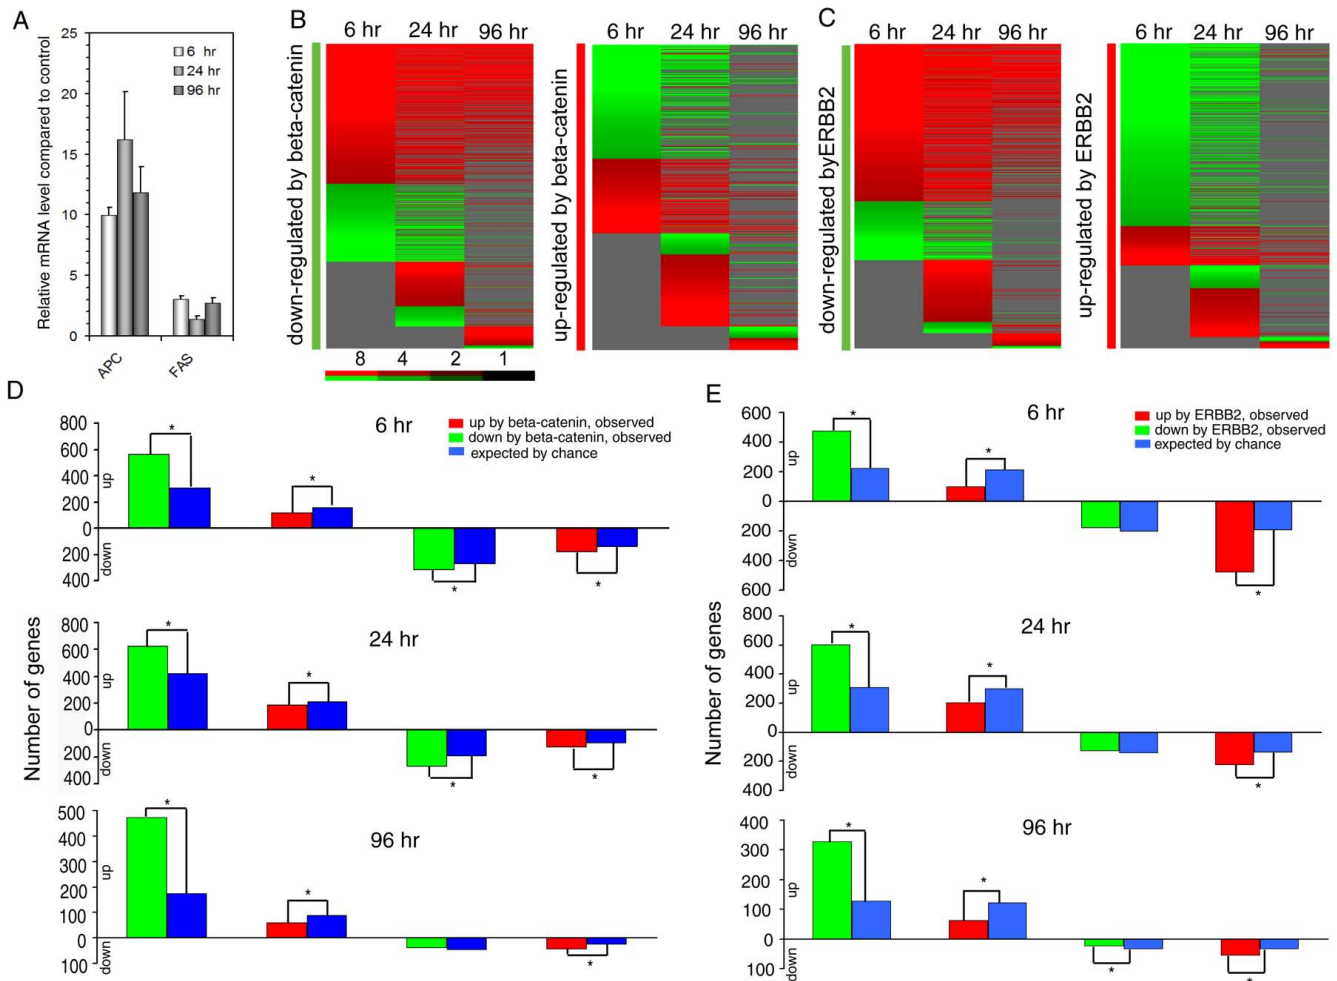 A
Relative mRNA level compared to control
25
20
15
10
5
0
6 hr
24 hr
96 hr
APC
FAS
B
6 hr 24 hr 96 hr
down-regulated by beta-catenin
8 4 2 1
6 hr 24 hr 96 hr
up-regulated by beta-catenin
C
6 hr 24 hr 96 hr
down-regulated byERBB2
6 hr 24 hr 96 hr
up-regulated by ERBB2
D
Number of genes
6 hr
up by beta-catenin, observed
down by beta-catenin, observed
expected by chance
800
600
400
200
0
200
400
up
down
*
*
*
*
24 hr
800
600
400
200
0
200
400
up
down
*
*
*
*
96 hr
500
400
300
200
100
0
100
up
down
*
*
*
E
Number of genes
6 hr
up by ERBB2, observed
down by ERBB2, observed
expected by chance
600
400
200
0
200
400
600
up
down
*
*
*
24 hr
800
600
400
200
0
200
400
up
down
*
*
*
96 hr
400
300
200
100
0
100
up
down
*
*
*
*